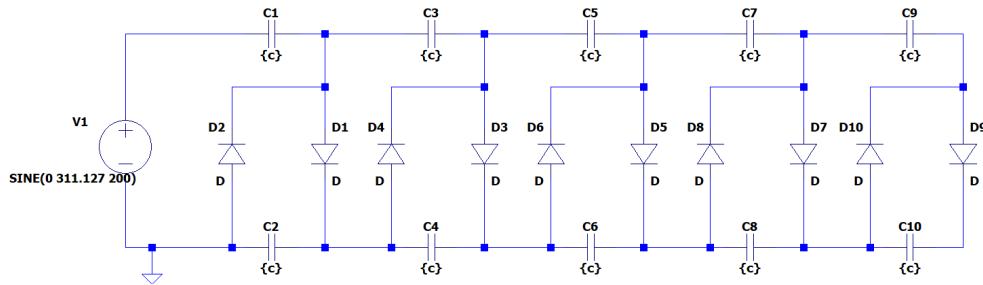 C1
C3
C5
C7
C9
{c}
{c}
{c}
{c}
{c}
V1
D2
D1
D4
D3
D6
D5
D8
D7
D10
D9
SINE(0 311.127 200)
D
D
D
D
D
D
D
D
D
D
C2
C4
C6
C8
C10
{c}
{c}
{c}
{c}
{c}